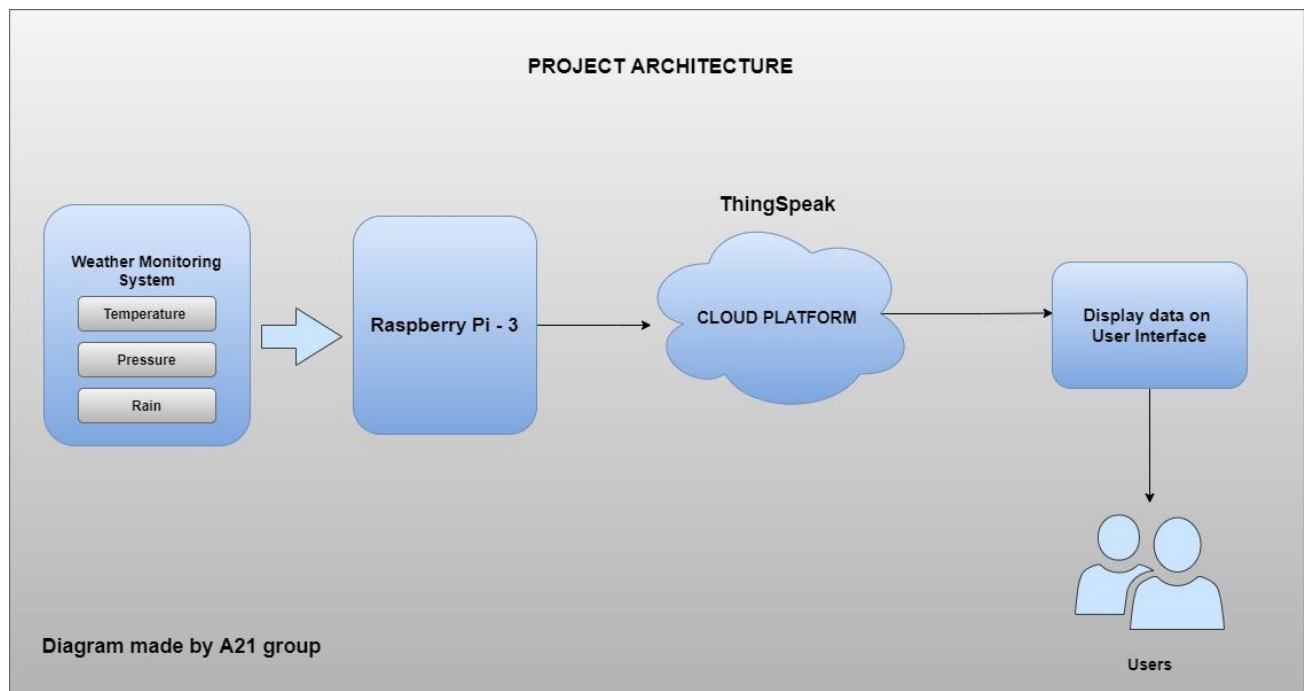 PROJECT ARCHITECTURE
Weather Monitoring
System
Temperature
Pressure
Rain
Raspberry Pi - 3
ThingSpeak
CLOUD PLATFORM
Display data on
User Interface
Users
Diagram made by A21 group